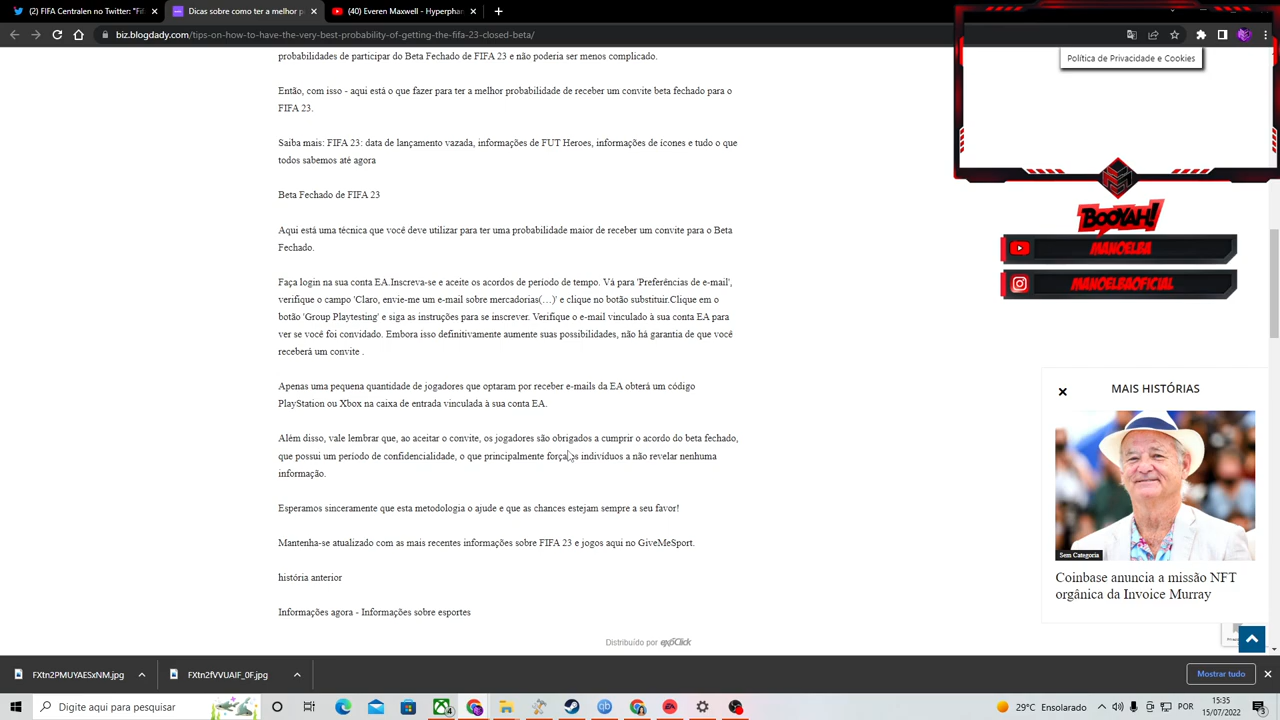 (2) FIFA Centralen no Twitter: "FIF
Dicas sobre como ter a melhor p
(40) Everen Maxwell - Hyperphan
biz.blogdady.com/tips-on-how-to-have-the-very-best-probability-of-getting-the-fifa-23-closed-beta/
probabilidades de participar do Beta Fechado de FIFA 23 e não poderia ser menos complicado.
Então, com isso - aqui está o que fazer para ter a melhor probabilidade de receber um convite beta fechado para o
FIFA 23.
Saiba mais: FIFA 23: data de lançamento vazada, informações de FUT Heroes, informações de ícones e tudo o que
todos sabemos até agora
Beta Fechado de FIFA 23
Aqui está uma técnica que você deve utilizar para ter uma probabilidade maior de receber um convite para o Beta
Fechado.
Faça login na sua conta EA.Inscreva-se e aceite os acordos de período de tempo. Vá para 'Preferências de e-mail',
verifique o campo 'Claro, envie-me um e-mail sobre mercadorias(…)' e clique no botão substituir.Clique em o
botão 'Group Playtesting' e siga as instruções para se inscrever. Verifique o e-mail vinculado à sua conta EA para
ver se você foi convidado. Embora isso definitivamente aumente suas possibilidades, não há garantia de que você
receberá um convite .
Apenas uma pequena quantidade de jogadores que optaram por receber e-mails da EA obterá um código
PlayStation ou Xbox na caixa de entrada vinculada à sua conta EA.
Além disso, vale lembrar que, ao aceitar o convite, os jogadores são obrigados a cumprir o acordo do beta fechado,
que possui um período de confidencialidade, o que principalmente força os indivíduos a não revelar nenhuma
informação.
Esperamos sinceramente que esta metodologia o ajude e que as chances estejam sempre a seu favor!
Mantenha-se atualizado com as mais recentes informações sobre FIFA 23 e jogos aqui no GiveMeSport.
história anterior
Informações agora - Informações sobre esportes
Distribuído por exp5Click
Política de Privacidade e Cookies
BOOYAH!
MANOELBA
MANOELBAOFICIAL
MAIS HISTÓRIAS
Sem Categoria
Coinbase anuncia a missão NFT
orgânica da Invoice Murray
FXtn2PMUYAESxNM.jpg
FXtn2fVVUAIF_0F.jpg
Mostrar tudo
Digite aqui para pesquisar
29°C Ensolarado
POR
15:35
15/07/2022